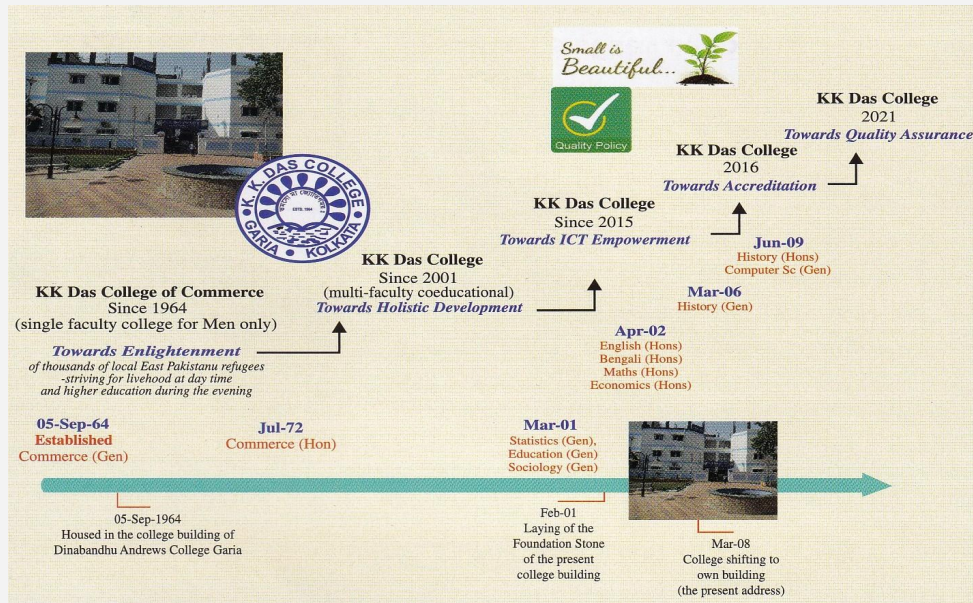 Small is
Beautiful...
Quality Policy
KK Das College
2021
Towards Quality Assurance
KK Das College
2016
Towards Accreditation
KK Das College
Since 2015
Towards ICT Empowerment
K. K. DAS COLLEGE
GARIA • KOLKATA
ESTD. 1964
KK Das College
Since 2001
(multi-faculty coeducational)
Towards Holistic Development
KK Das College of Commerce
Since 1964
(single faculty college for Men only)
Towards Enlightenment
of thousands of local East Pakistanu refugees
-striving for livehood at day time
and higher education during the evening
Jun-09
History (Hons)
Computer Sc (Gen)
Mar-06
History (Gen)
Apr-02
English (Hons)
Bengali (Hons)
Maths (Hons)
Economics (Hons)
05-Sep-64
Established
Commerce (Gen)
Jul-72
Commerce (Hon)
Mar-01
Statistics (Gen),
Education (Gen)
Sociology (Gen)
05-Sep-1964
Housed in the college building of
Dinabandhu Andrews College Garia
Feb-01
Laying of the
Foundation Stone
of the present
college building
Mar-08
College shifting to
own building
(the present address)